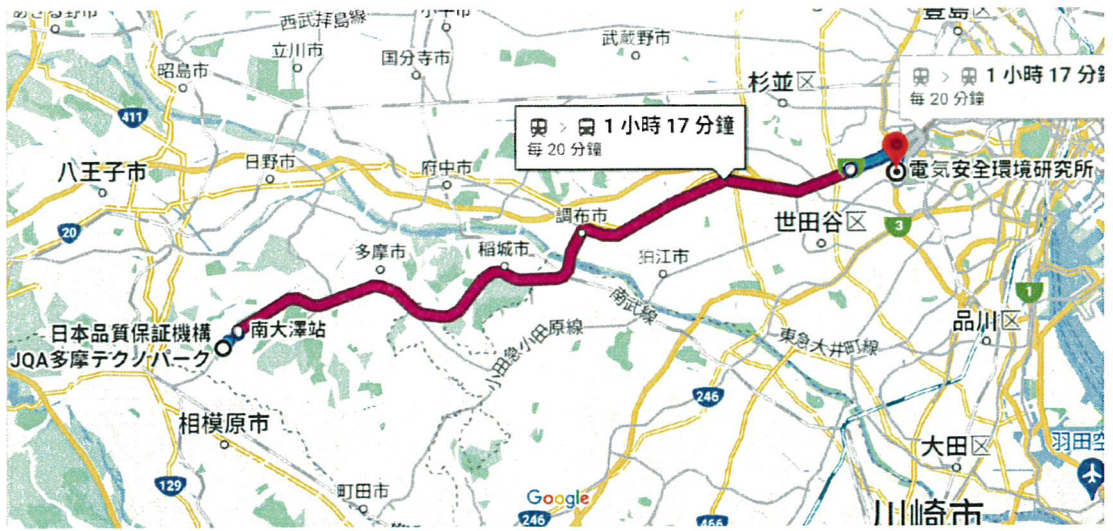 西武拝島線
小平市
豊島区
立川市
国分寺市
武蔵野市
昭島市
杉並区
1 小時 17 分鐘
每 20 分鐘
411
1 小時 17 分鐘
每 20 分鐘
八王子市
日野市
府中市
電気安全環境研究所
20
調布市
世田谷区
3
多摩市
稲城市
狛江市
南武線
1
日本品質保証機構
JQA多摩テクノパーク
南大澤站
小田急小田原線
品川区
東急大井町線
246
相模原市
大田区
羽田空
129
町田市
Google
246
466
川崎市